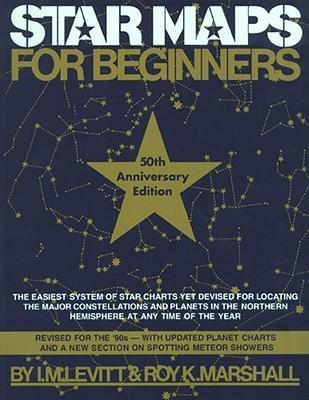 STAR MAPS
FOR BEGINNERS
50th
Anniversary
Edition
THE EASIEST SYSTEM OF STAR CHARTS YET DEVISED FOR LOCATING
THE MAJOR CONSTELLATIONS AND PLANETS IN THE NORTHERN
HEMISPHERE AT ANY TIME OF THE YEAR
REVISED FOR THE '90s — WITH UPDATED PLANET CHARTS
AND A NEW SECTION ON SPOTTING METEOR SHOWERS
BY I.M. LEVITT & ROY K. MARSHALL